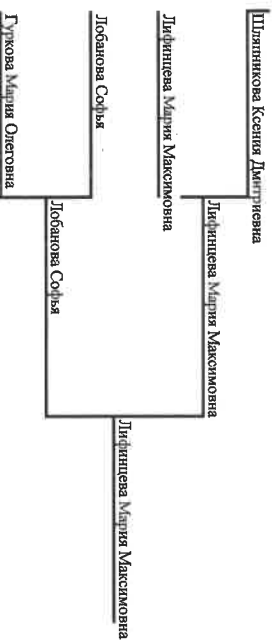 Шляпникова Ксения Дмитриевна
Лифинцева Мария Максимовна
Лифинцева Мария Максимовна
Лобанова Софья
Лифинцева Мария Максимовна
Лобанова Софья
Гуркова Мария Олеговна